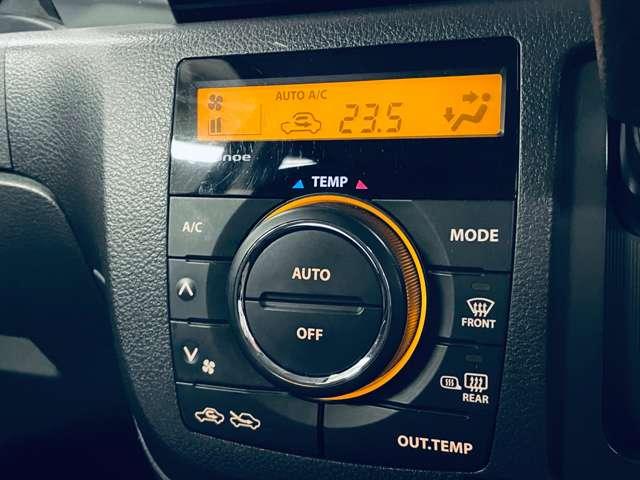 AUTO A/C
23.5
TEMP
A/C
MODE
AUTO
OFF
FRONT
REAR
OUT.TEMP